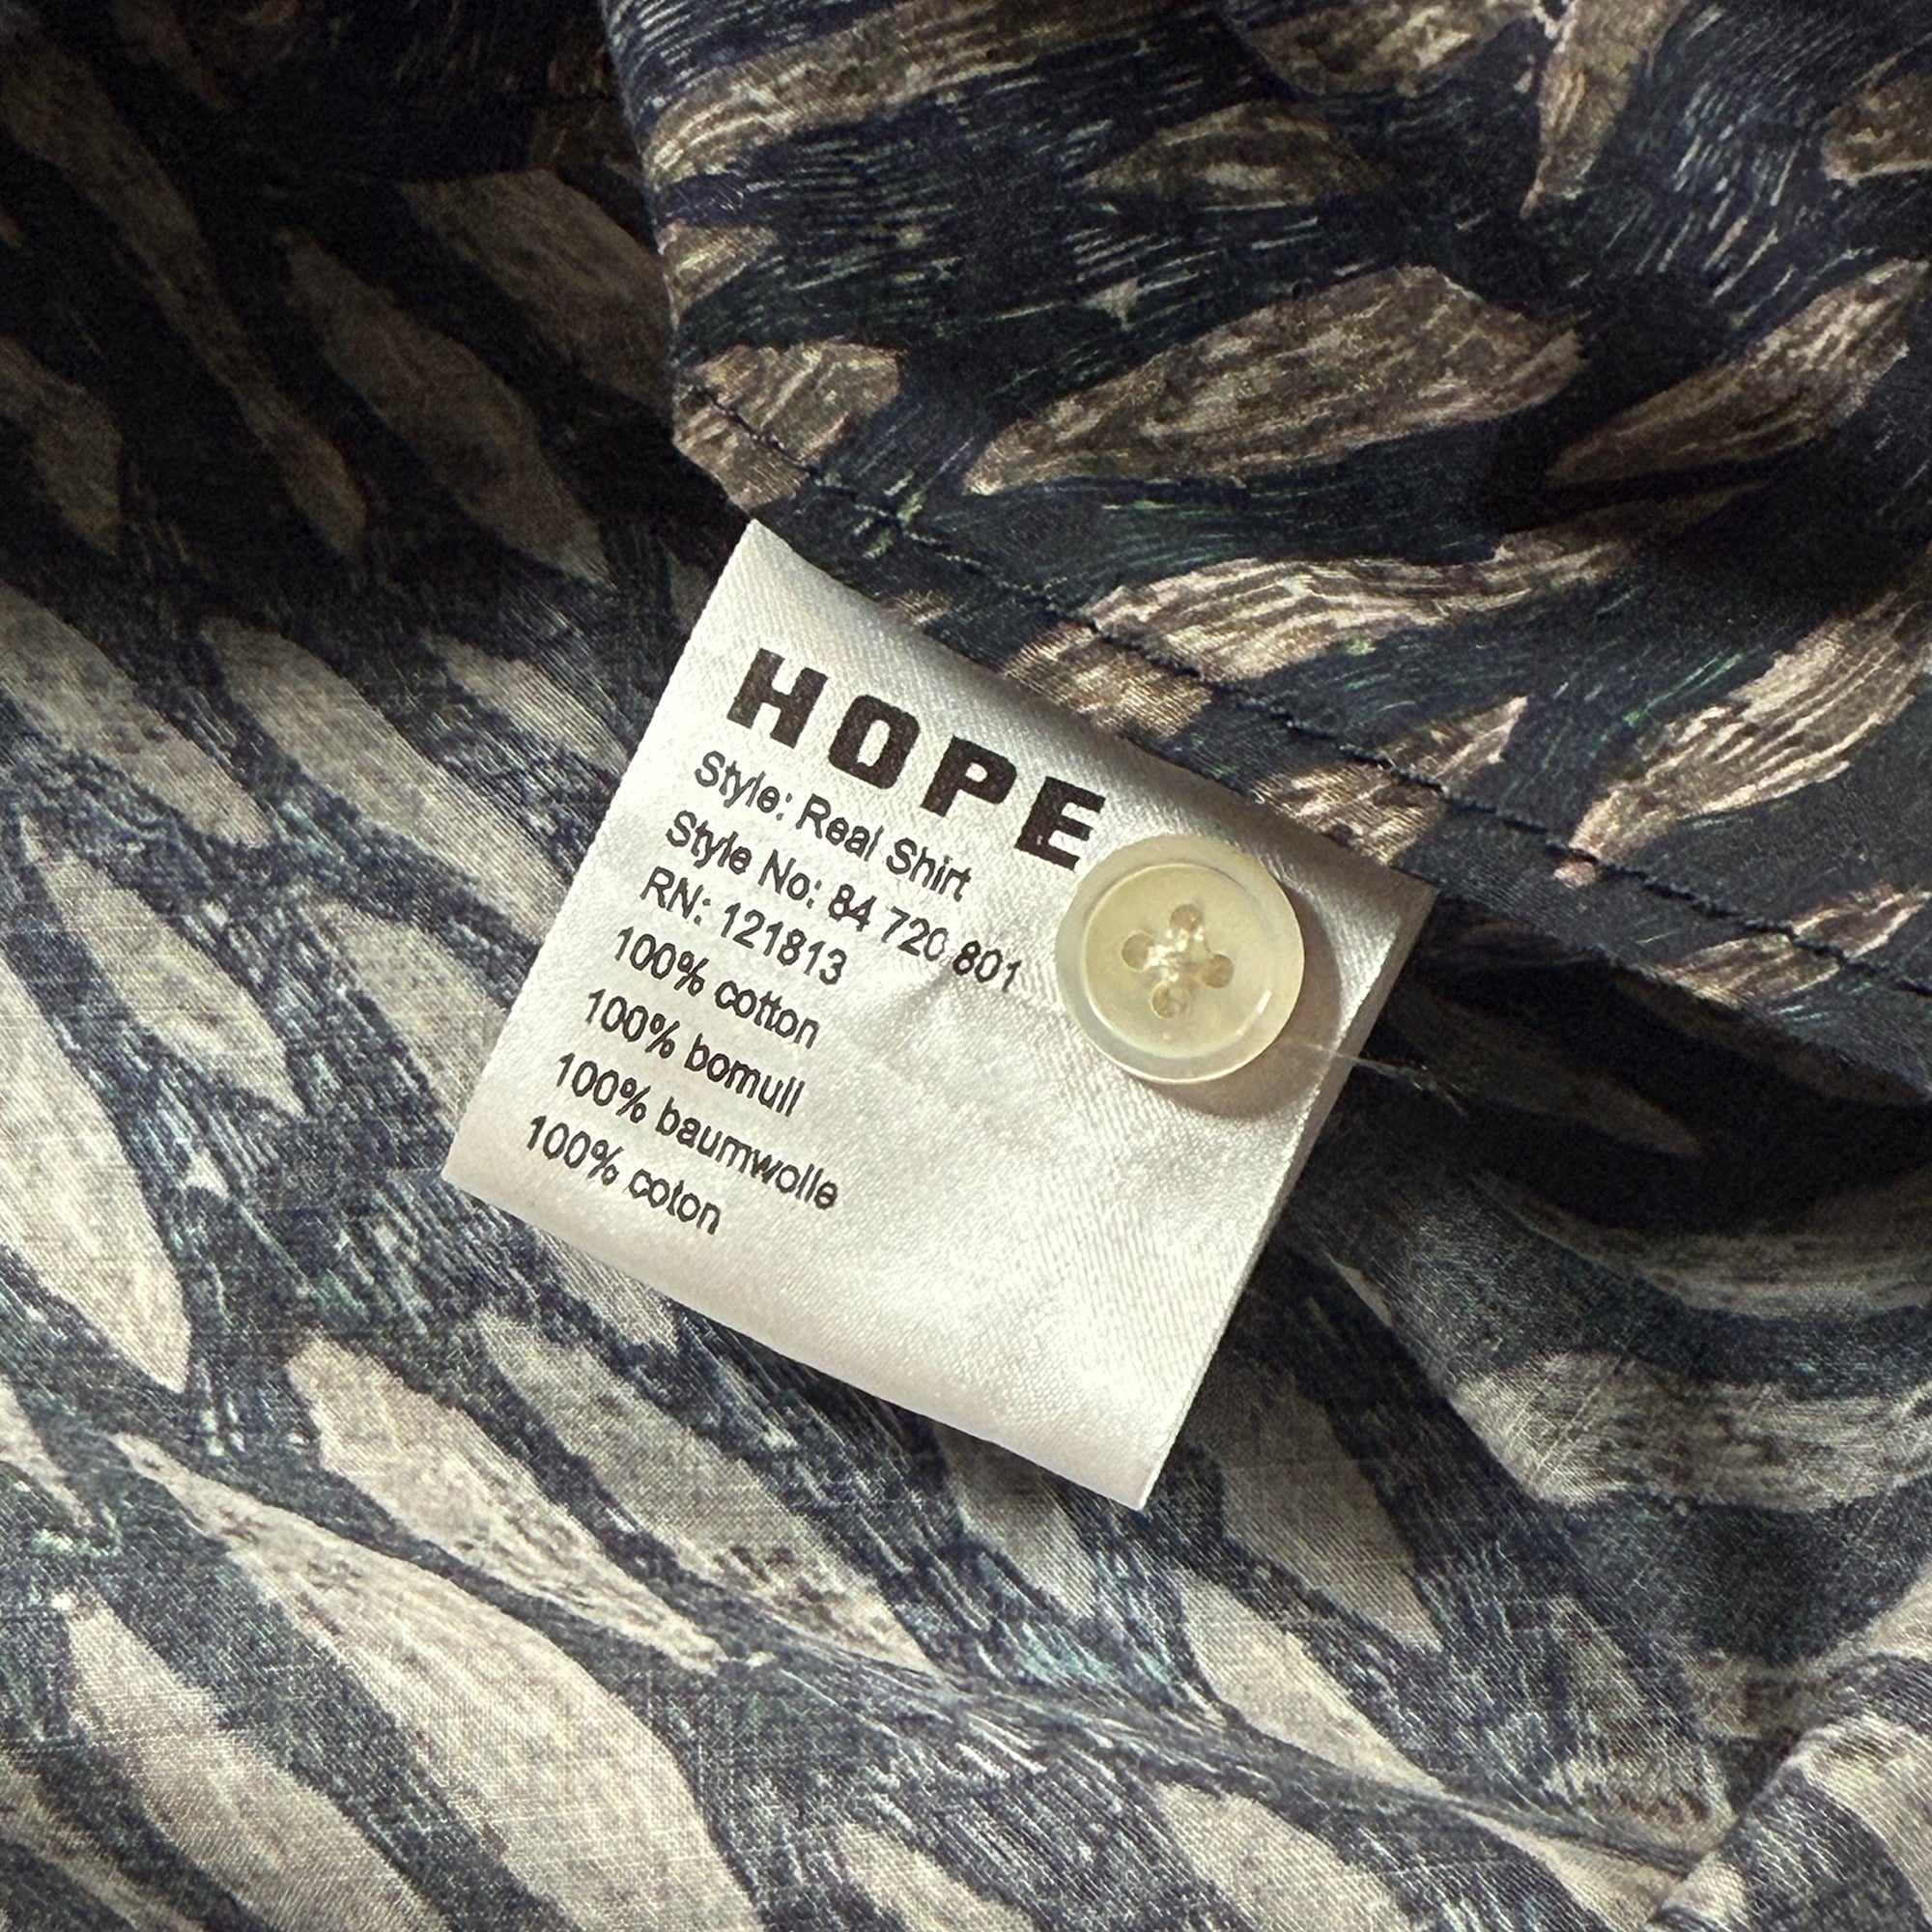 HOPE
Style: Real Shirt
Style No: 84 720 801
RN: 121813
100% cotton
100% bomull
100% baumwolle
100% coton